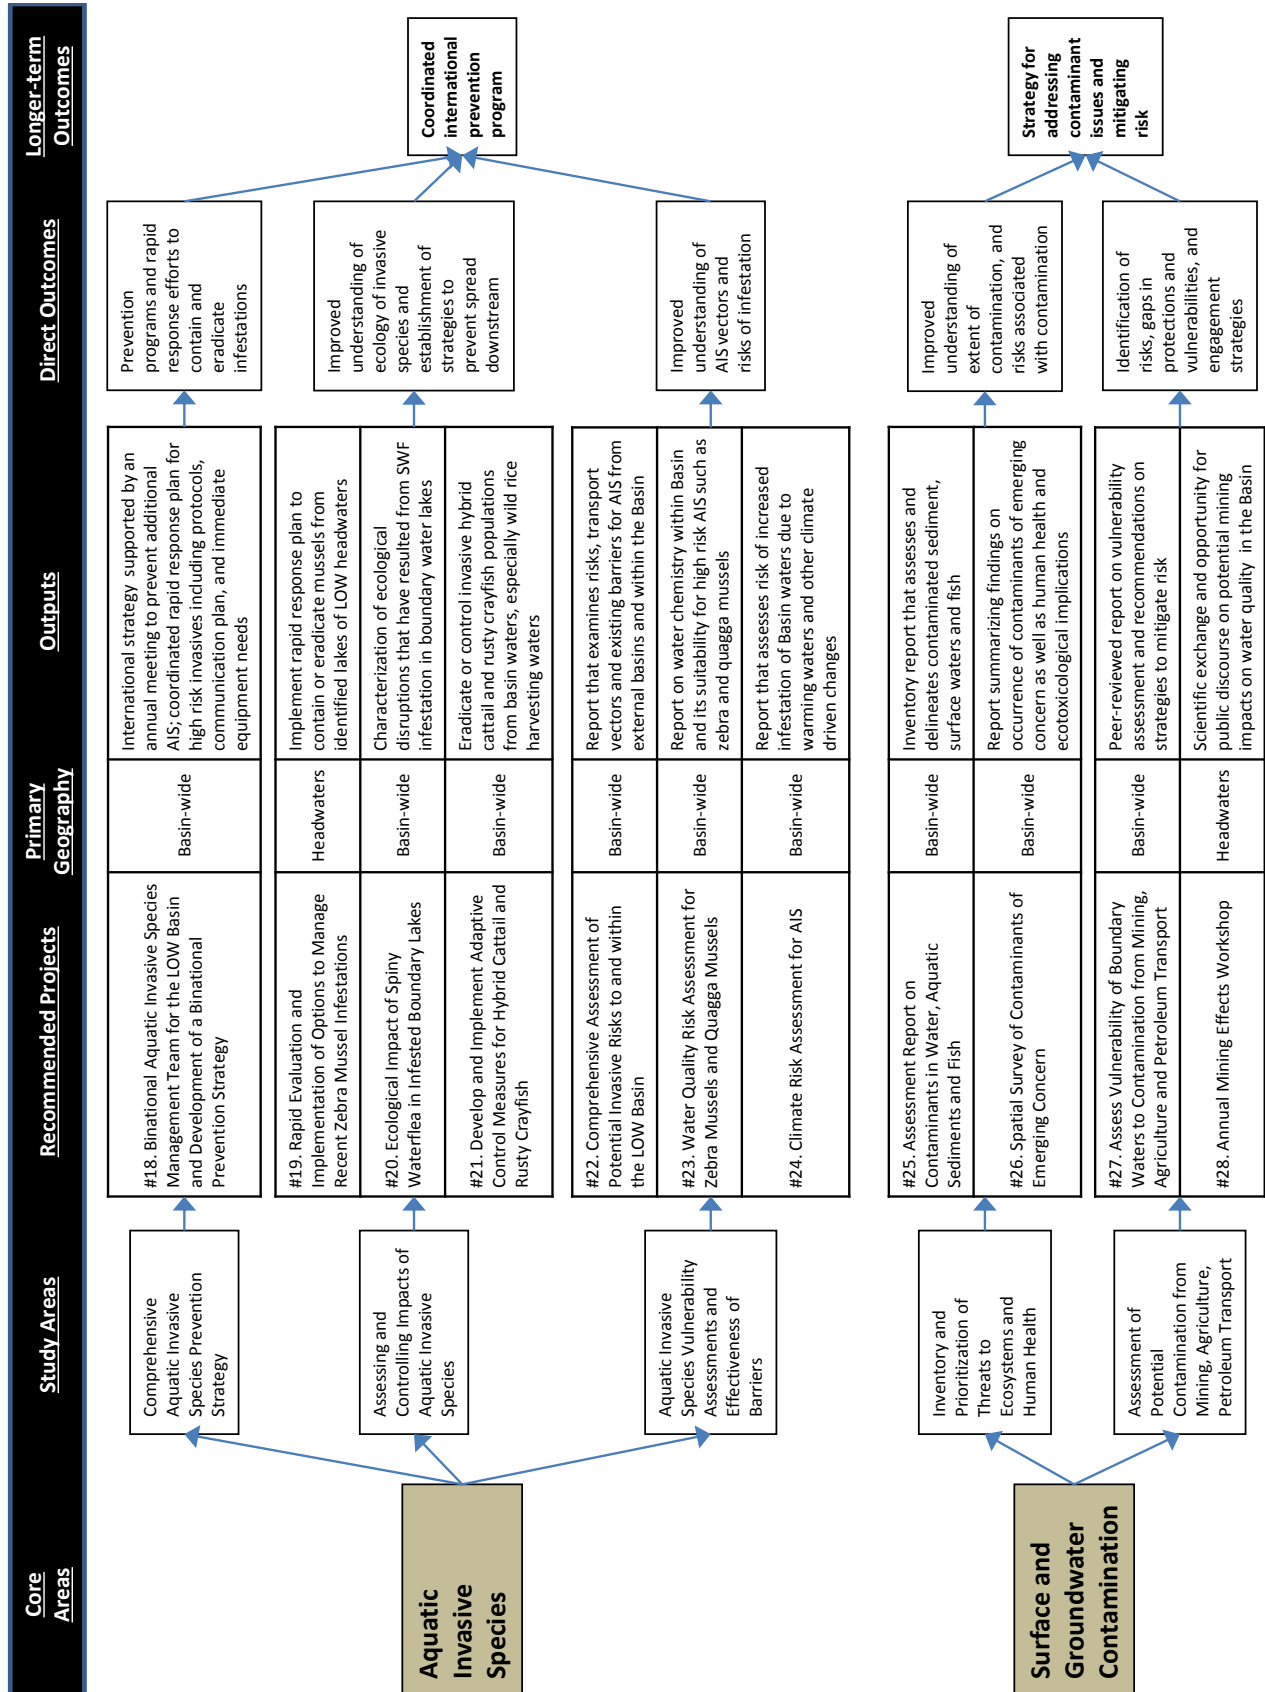 Core
Areas
Study Areas
Recommended Projects
Primary
Geography
Outputs
Direct Outcomes
Longer-term
Outcomes
Aquatic
Invasive
Species
Comprehensive
Aquatic Invasive
Species Prevention
Strategy
#18. Binational Aquatic Invasive Species
Management Team for the LOW Basin
and Development of a Binational
Prevention Strategy
Basin-wide
International strategy supported by an
annual meeting to prevent additional
AIS; coordinated rapid response plan for
high risk invasives including protocols,
communication plan, and immediate
equipment needs
Prevention
programs and rapid
response efforts to
contain and
eradicate
infestations
Assessing and
Controlling Impacts of
Aquatic Invasive
Species
#19. Rapid Evaluation and
Implementation of Options to Manage
Recent Zebra Mussel Infestations
Headwaters
Implement rapid response plan to
contain or eradicate mussels from
identified lakes of LOW headwaters
#20. Ecological Impact of Spiny
Waterflea in Infested Boundary Lakes
Basin-wide
Characterization of ecological
disruptions that have resulted from SWF
infestation in boundary water lakes
#21. Develop and Implement Adaptive
Control Measures for Hybrid Cattail and
Rusty Crayfish
Basin-wide
Eradicate or control invasive hybrid
cattail and rusty crayfish populations
from basin waters, especially wild rice
harvesting waters
Improved
understanding of
ecology of invasive
species and
establishment of
strategies to
prevent spread
downstream
Aquatic Invasive
Species Vulnerability
Assessments and
Effectiveness of
Barriers
#22. Comprehensive Assessment of
Potential Invasive Risks to and within
the LOW Basin
Basin-wide
Report that examines risks, transport
vectors and existing barriers for AIS from
external basins and within the Basin
#23. Water Quality Risk Assessment for
Zebra Mussels and Quagga Mussels
Basin-wide
Report on water chemistry within Basin
and its suitability for high risk AIS such as
zebra and quagga mussels
#24. Climate Risk Assessment for AIS
Basin-wide
Report that assesses risk of increased
infestation of Basin waters due to
warming waters and other climate
driven changes
Improved
understanding of
AIS vectors and
risks of infestation
Coordinated
international
prevention
program
Surface and
Groundwater
Contamination
Inventory and
Prioritization of
Threats to
Ecosystems and
Human Health
#25. Assessment Report on
Contaminants in Water, Aquatic
Sediments and Fish
Basin-wide
Inventory report that assesses and
delineates contaminated sediment,
surface waters and fish
#26. Spatial Survey of Contaminants of
Emerging Concern
Basin-wide
Report summarizing findings on
occurrence of contaminants of emerging
concern as well as human health and
ecotoxicological implications
Improved
understanding of
extent of
contamination, and
risks associated
with contamination
Assessment of
Potential
Contamination from
Mining, Agriculture,
Petroleum Transport
#27. Assess Vulnerability of Boundary
Waters to Contamination from Mining,
Agriculture and Petroleum Transport
Basin-wide
Peer-reviewed report on vulnerability
assessment and recommendations on
strategies to mitigate risk
#28. Annual Mining Effects Workshop
Headwaters
Scientific exchange and opportunity for
public discourse on potential mining
impacts on water quality in the Basin
Identification of
risks, gaps in
protections and
vulnerabilities, and
engagement
strategies
Strategy for
addressing
contaminant
issues and
mitigating
risk